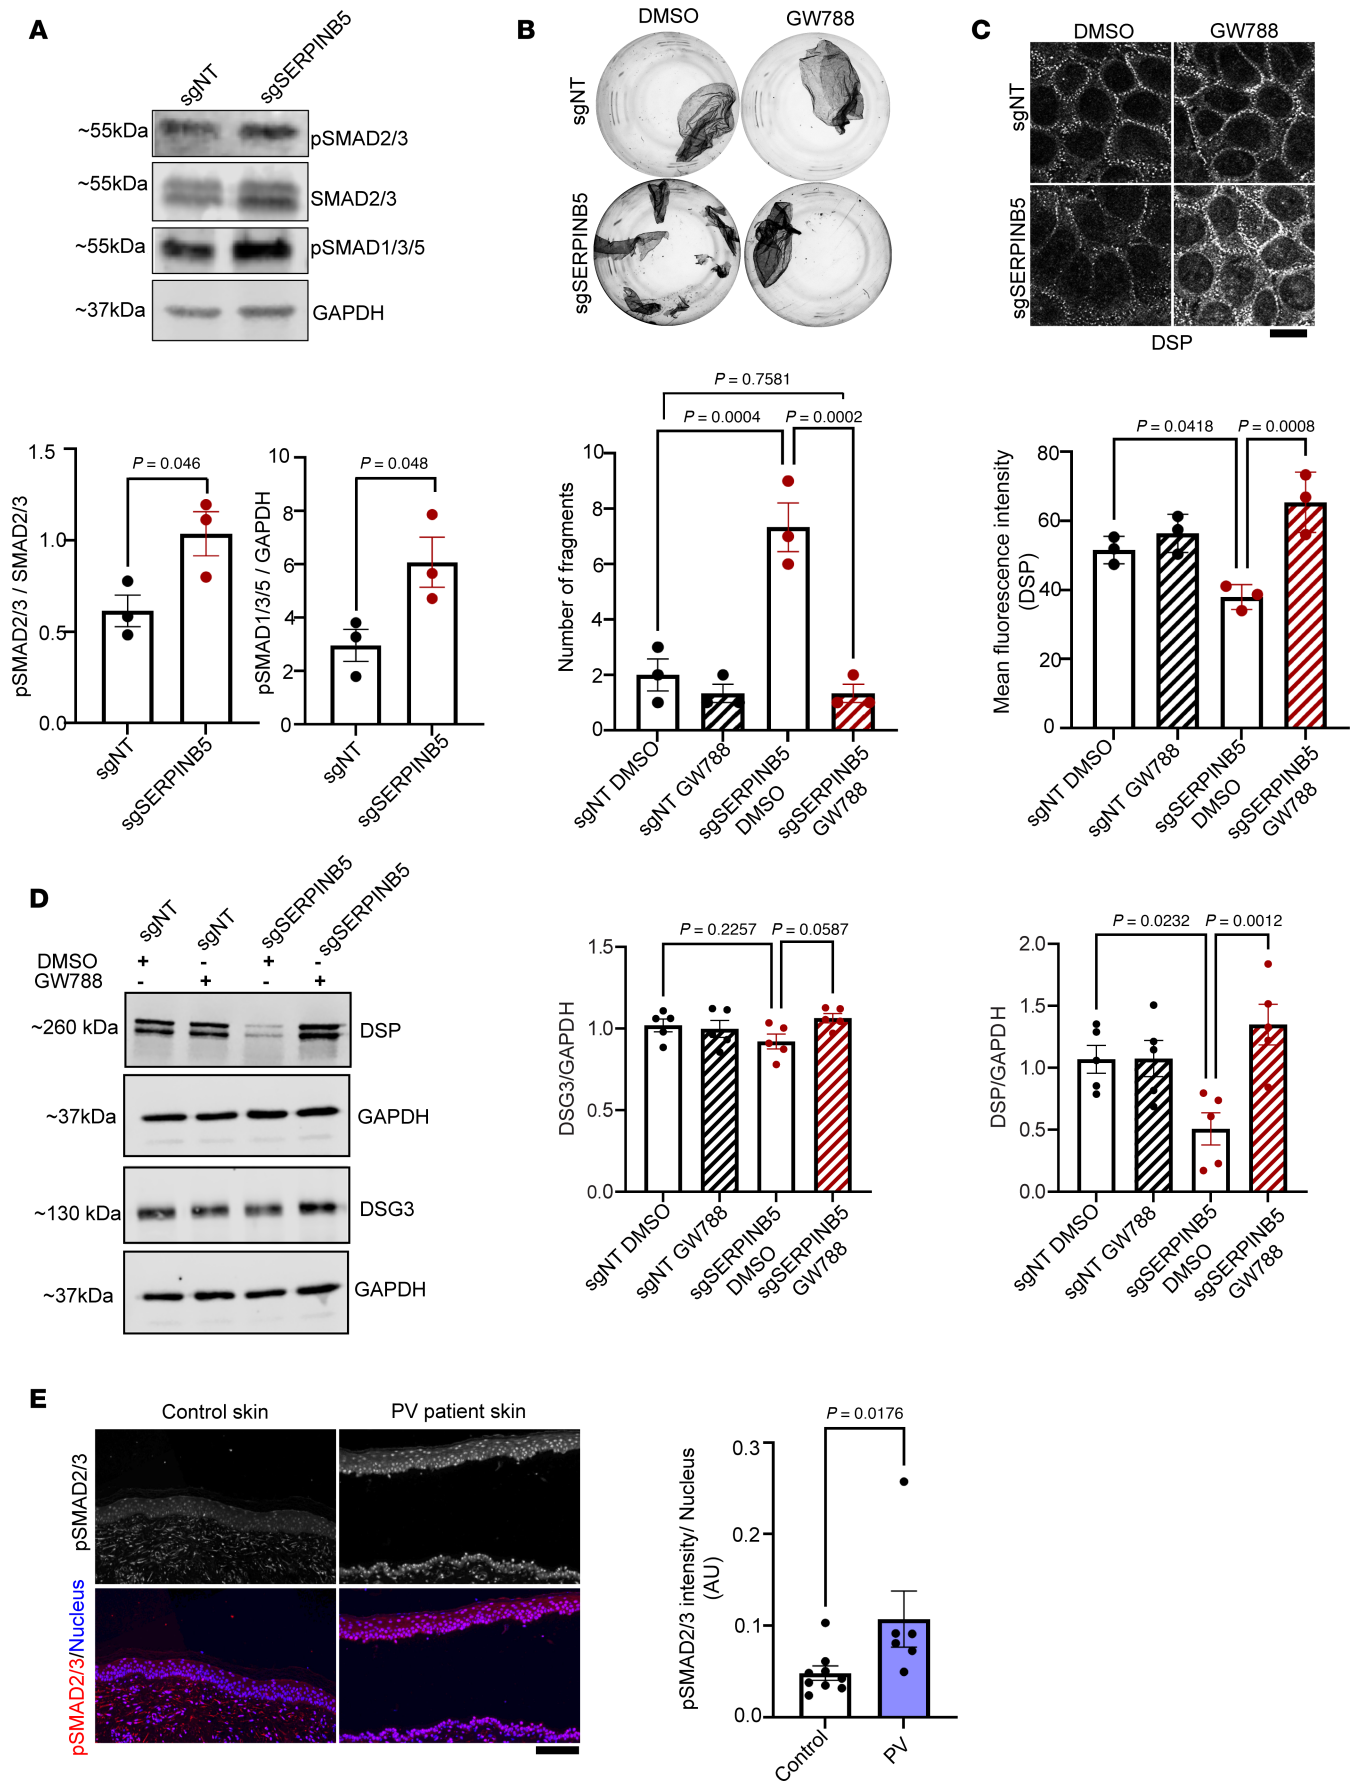 A
sgNT
sgSERPINB5
~55kDa
pSMAD2/3
~55kDa
SMAD2/3
~55kDa
pSMAD1/3/5
~37kDa
GAPDH
pSMAD2/3 / SMAD2/3
1.5
1.0
0.5
0.0
P = 0.046
sgNT
sgSERPINB5
pSMAD1/3/5 / GAPDH
10
8
6
4
2
0
P = 0.048
sgNT
sgSERPINB5
B
DMSO
GW788
sgNT
sgSERPINB5
P = 0.7581
P = 0.0004
P = 0.0002
Number of fragments
10
8
6
4
2
0
sgNT DMSO
sgNT GW788
sgSERPINB5
DMSO
sgSERPINB5
GW788
C
DMSO
GW788
sgNT
sgSERPINB5
DSP
P = 0.0418
P = 0.0008
Mean fluorescence intensity
(DSP)
80
60
40
20
0
sgNT DMSO
sgNT GW788
sgSERPINB5
DMSO
sgSERPINB5
GW788
D
sgNT
sgNT
sgSERPINB5
sgSERPINB5
DMSO + - + -
GW788 - + - +
~260 kDa
DSP
~37kDa
GAPDH
~130 kDa
DSG3
~37kDa
GAPDH
P = 0.2257
P = 0.0587
DSG3/GAPDH
1.5
1.0
0.5
0.0
sgNT DMSO
sgNT GW788
sgSERPINB5
DMSO
sgSERPINB5
GW788
P = 0.0232
P = 0.0012
DSP/GAPDH
2.0
1.5
1.0
0.5
0.0
sgNT DMSO
sgNT GW788
sgSERPINB5
DMSO
sgSERPINB5
GW788
E
Control skin
PV patient skin
pSMAD2/3
pSMAD2/3/Nucleus
P = 0.0176
pSMAD2/3 intensity/ Nucleus
(AU)
0.3
0.2
0.1
0.0
Control
PV